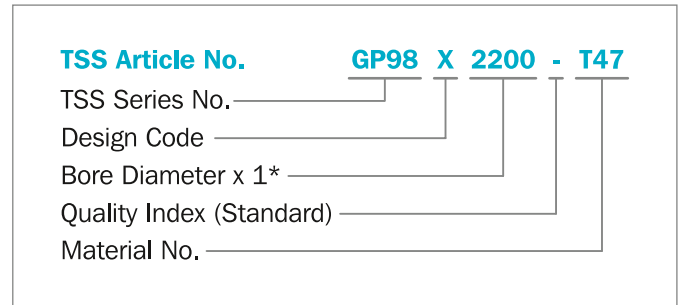 TSS Article No. GP98 X 2200 - T47
TSS Series No.
Design Code
Bore Diameter x 1*
Quality Index (Standard)
Material No.